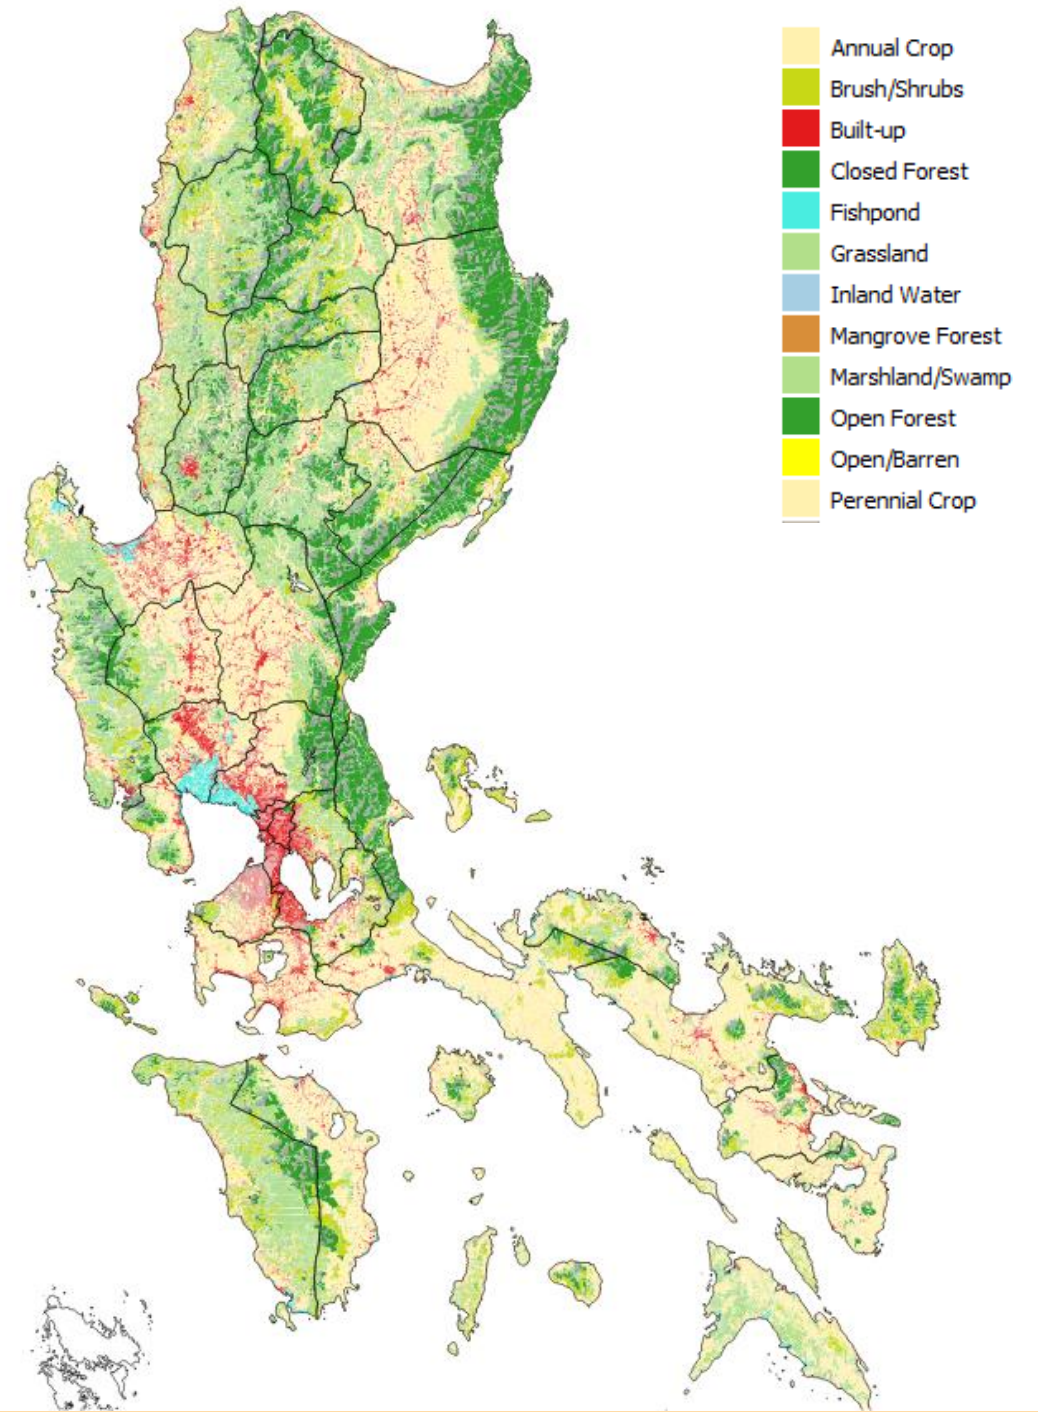 Annual Crop
Brush/Shrubs
Built-up
Closed Forest
Fishpond
Grassland
Inland Water
Mangrove Forest
Marshland/Swamp
Open Forest
Open/Barren
Perennial Crop